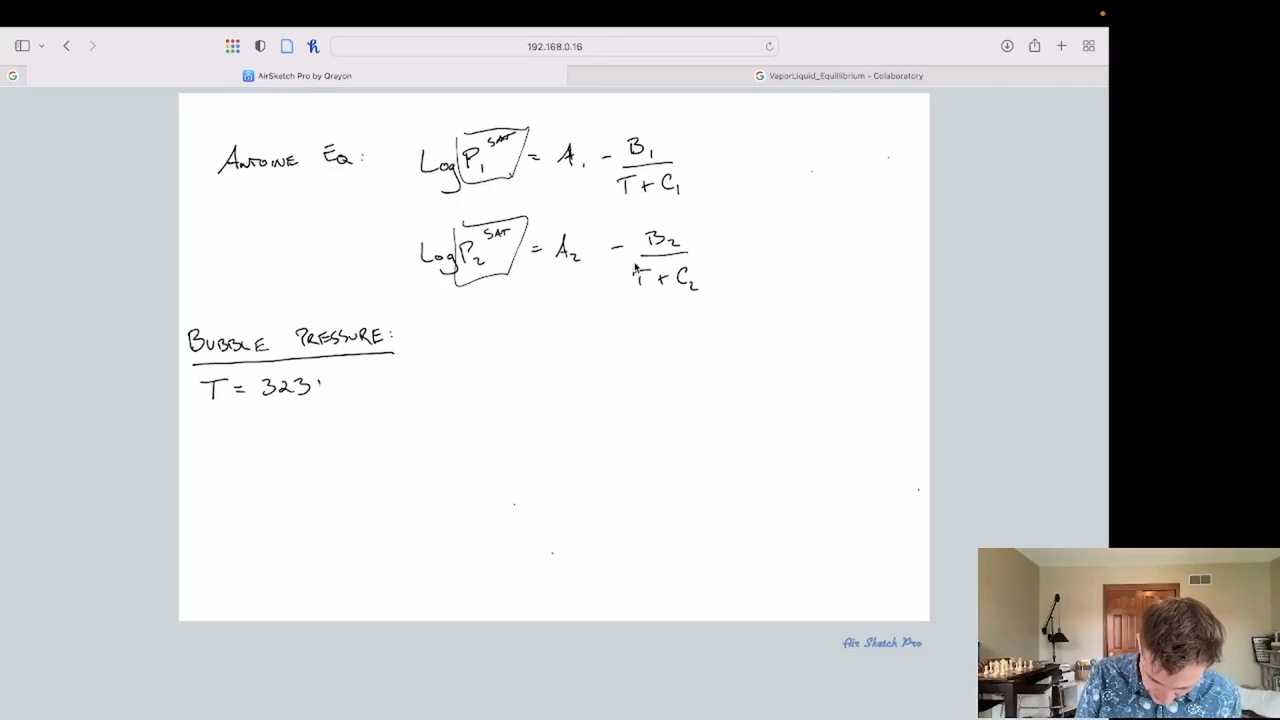 192.168.0.16
AirSketch Pro by Qrayon
VaporLiquid_Equillibrium - Colaboratory
ANTOINE EQ: Log P₁^SAT = A₁ - B₁/(T + C₁)
Log P₂^SAT = A₂ - B₂/(T + C₂)
BUBBLE PRESSURE:
T = 323
Air Sketch Pro